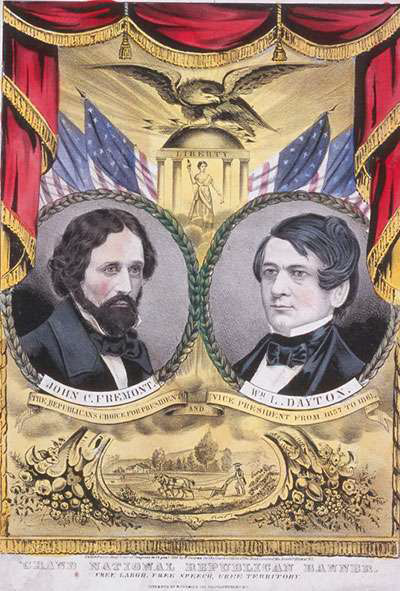 LIBERTY
JOHN C. FREMONT.
Wm L. DAYTON.
THE REPUBLICANS CHOICE FOR PRESIDENT
AND
VICE PRESIDENT FROM 1857 TO 1861.
GRAND NATIONAL REPUBLICAN BANNER.
FREE LABOR, FREE SPEECH, FREE TERRITORY.